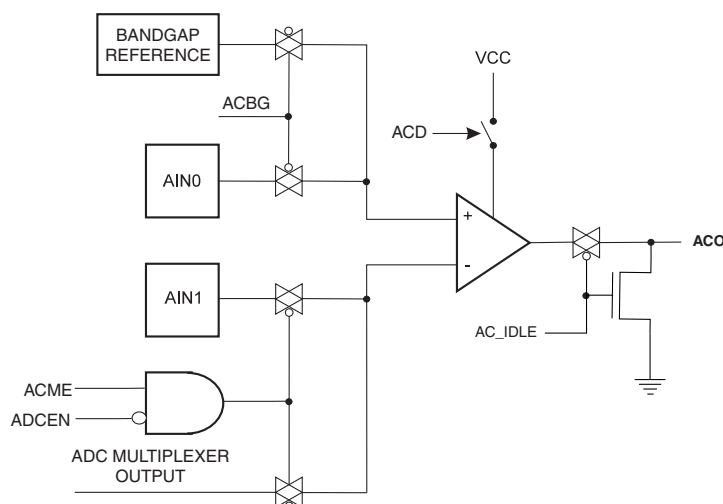 BANDGAP
REFERENCE
VCC
ACBG
ACD
AIN0
+
ACO
-
AIN1
AC_IDLE
ACME
ADCEN
ADC MULTIPLEXER
OUTPUT